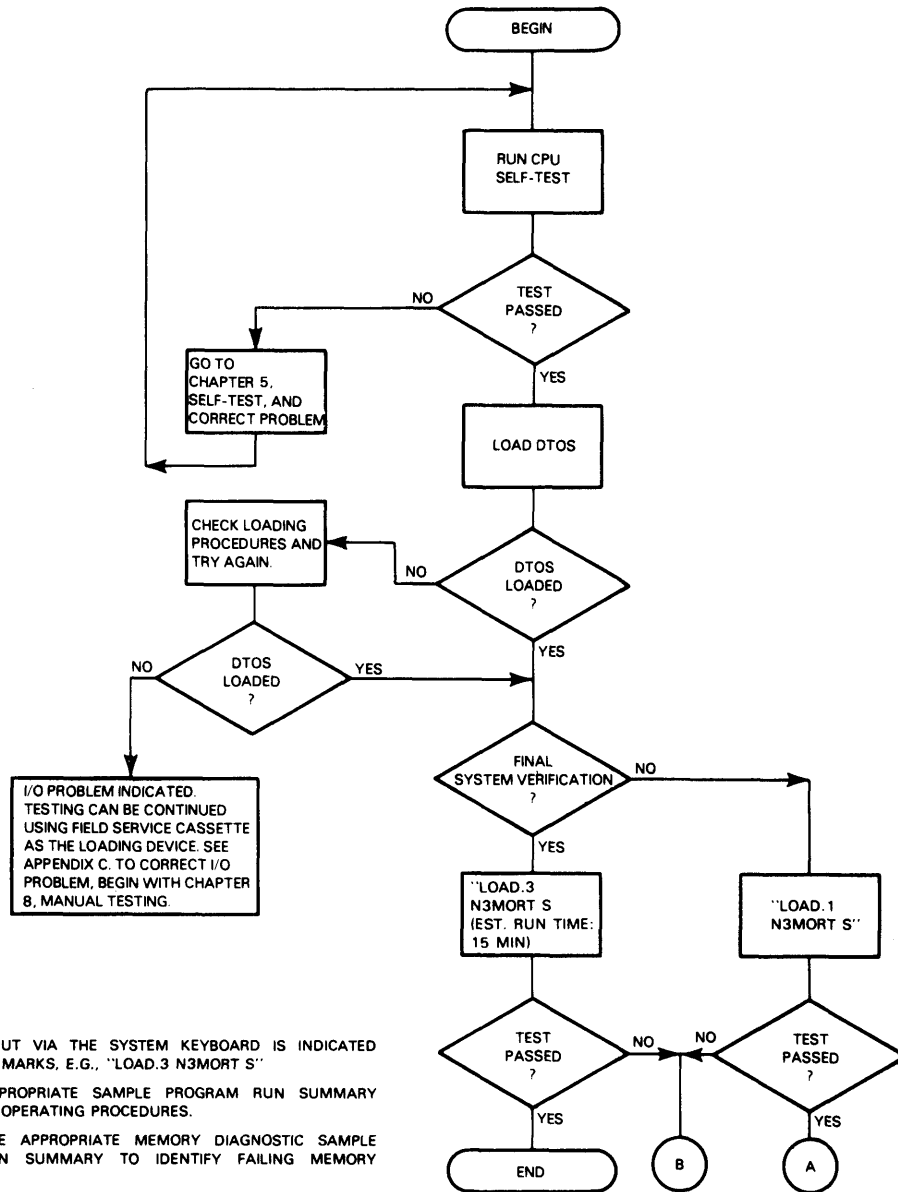 BEGIN
RUN CPU
SELF-TEST
TEST
PASSED
?
NO
YES
GO TO
CHAPTER 5,
SELF-TEST, AND
CORRECT PROBLEM
LOAD DTOS
CHECK LOADING
PROCEDURES AND
TRY AGAIN.
NO
DTOS
LOADED
?
YES
NO
DTOS
LOADED
?
YES
I/O PROBLEM INDICATED.
TESTING CAN BE CONTINUED
USING FIELD SERVICE CASSETTE
AS THE LOADING DEVICE. SEE
APPENDIX C. TO CORRECT I/O
PROBLEM, BEGIN WITH CHAPTER
8, MANUAL TESTING.
FINAL
SYSTEM VERIFICATION
?
NO
YES
"LOAD.3
N3MORT S
(EST. RUN TIME:
15 MIN)
"LOAD.1
N3MORT S"
TEST
PASSED
?
NO
YES
NO
TEST
PASSED
?
YES
END
B
A
UT VIA THE SYSTEM KEYBOARD IS INDICATED
MARKS, E.G., "LOAD.3 N3MORT S"
PROPRIATE SAMPLE PROGRAM RUN SUMMARY
OPERATING PROCEDURES.
E APPROPRIATE MEMORY DIAGNOSTIC SAMPLE
N SUMMARY TO IDENTIFY FAILING MEMORY